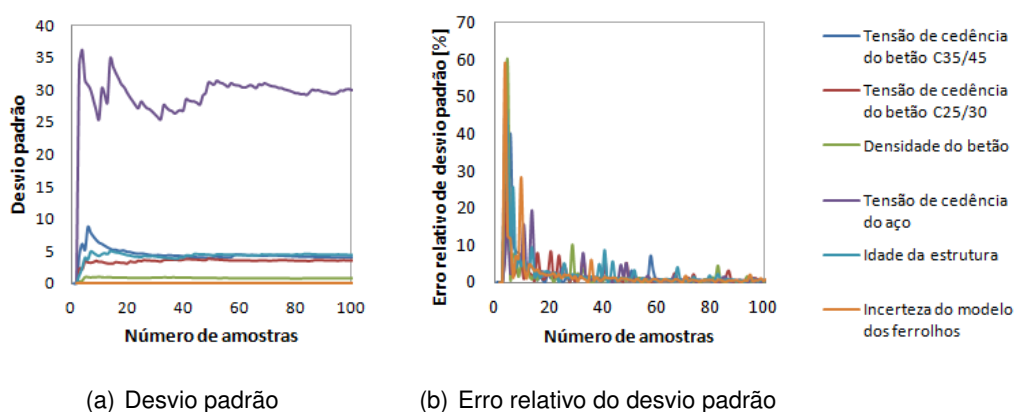 40
35
30
25
20
15
10
5
0
Desvio padrão
0 20 40 60 80 100
Número de amostras
70
60
50
40
30
20
10
0
Erro relativo de desvio padrão [%]
0 20 40 60 80 100
Número de amostras
Tensão de cedência
do betão C35/45
Tensão de cedência
do betão C25/30
Densidade do betão
Tensão de cedência
do aço
Idade da estrutura
Incerteza do modelo
dos ferrolhos
(a) Desvio padrão
(b) Erro relativo do desvio padrão